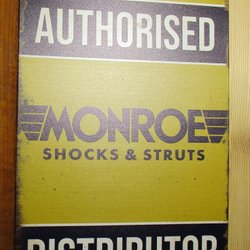 AUTHORISED
MONROE
SHOCKS & STRUTS
DISTRIBUTOR